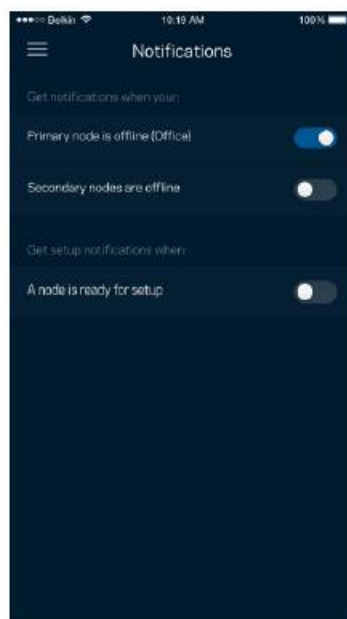 Belkin 10:19 AM 100%
Notifications
Get notifications when your:
Primary node is offline (Office)
Secondary nodes are offline
Get setup notifications when:
A node is ready for setup